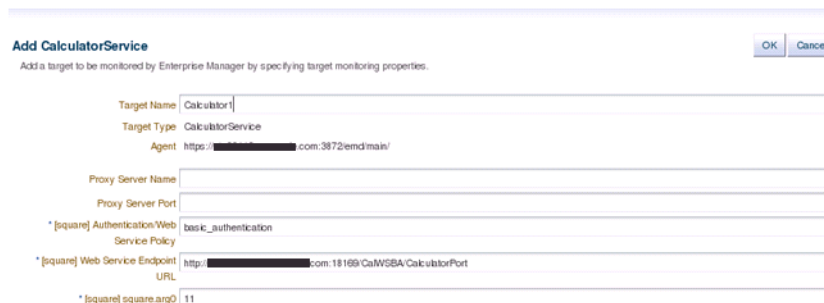 Add CalculatorService
OK Cance
Add a target to be monitored by Enterprise Manager by specifying target monitoring properties.
Target Name Calculator1
Target Type CalculatorService
Agent https:// .com:3872/emd/main/
Proxy Server Name
Proxy Server Port
* [square] Authentication/Web Service Policy basic_authentication
* [square] Web Service Endpoint URL http:// com:18169/CalWSBA/CalculatorPort
* [square] square.arg0 11